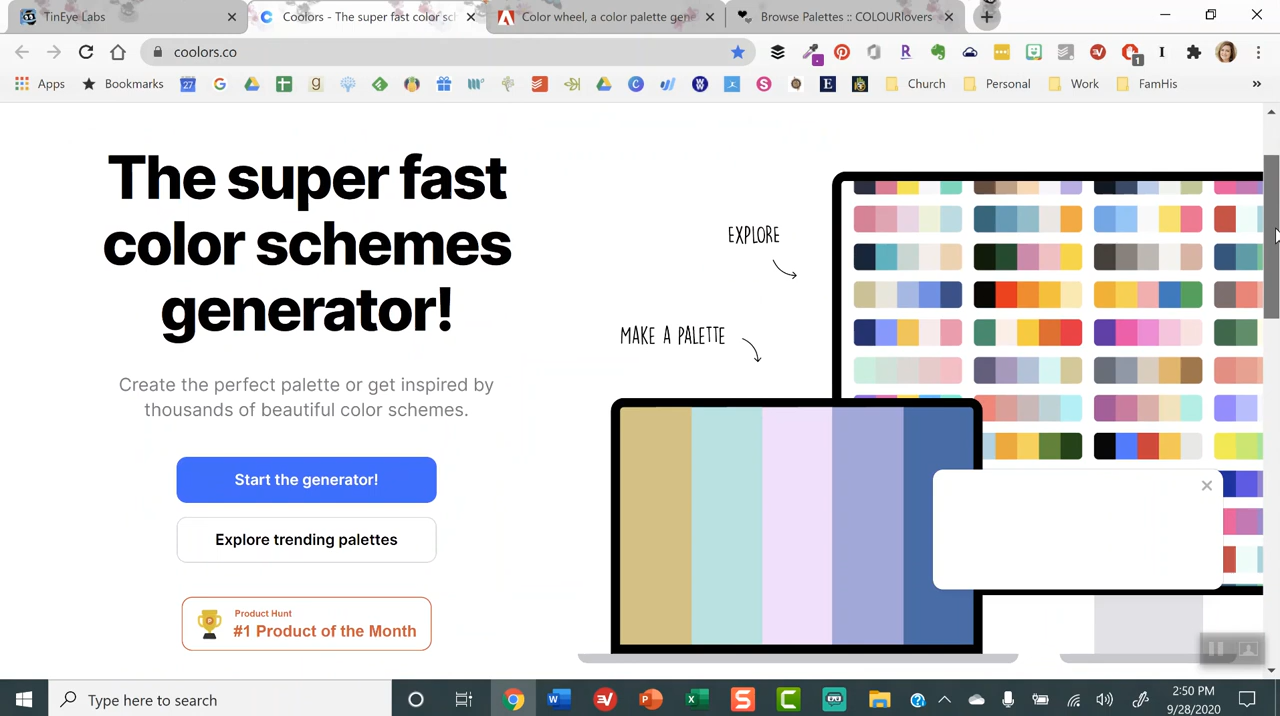 TinEye Labs
Coolors - The super fast color sc
Color wheel, a color palette gene
Browse Palettes :: COLOURlovers
coolors.co
Apps
Bookmarks
Church
Personal
Work
FamHis
The super fast
color schemes
generator!
Create the perfect palette or get inspired by
thousands of beautiful color schemes.
Start the generator!
Explore trending palettes
Product Hunt
#1 Product of the Month
EXPLORE
MAKE A PALETTE
Type here to search
2:50 PM
9/28/2020